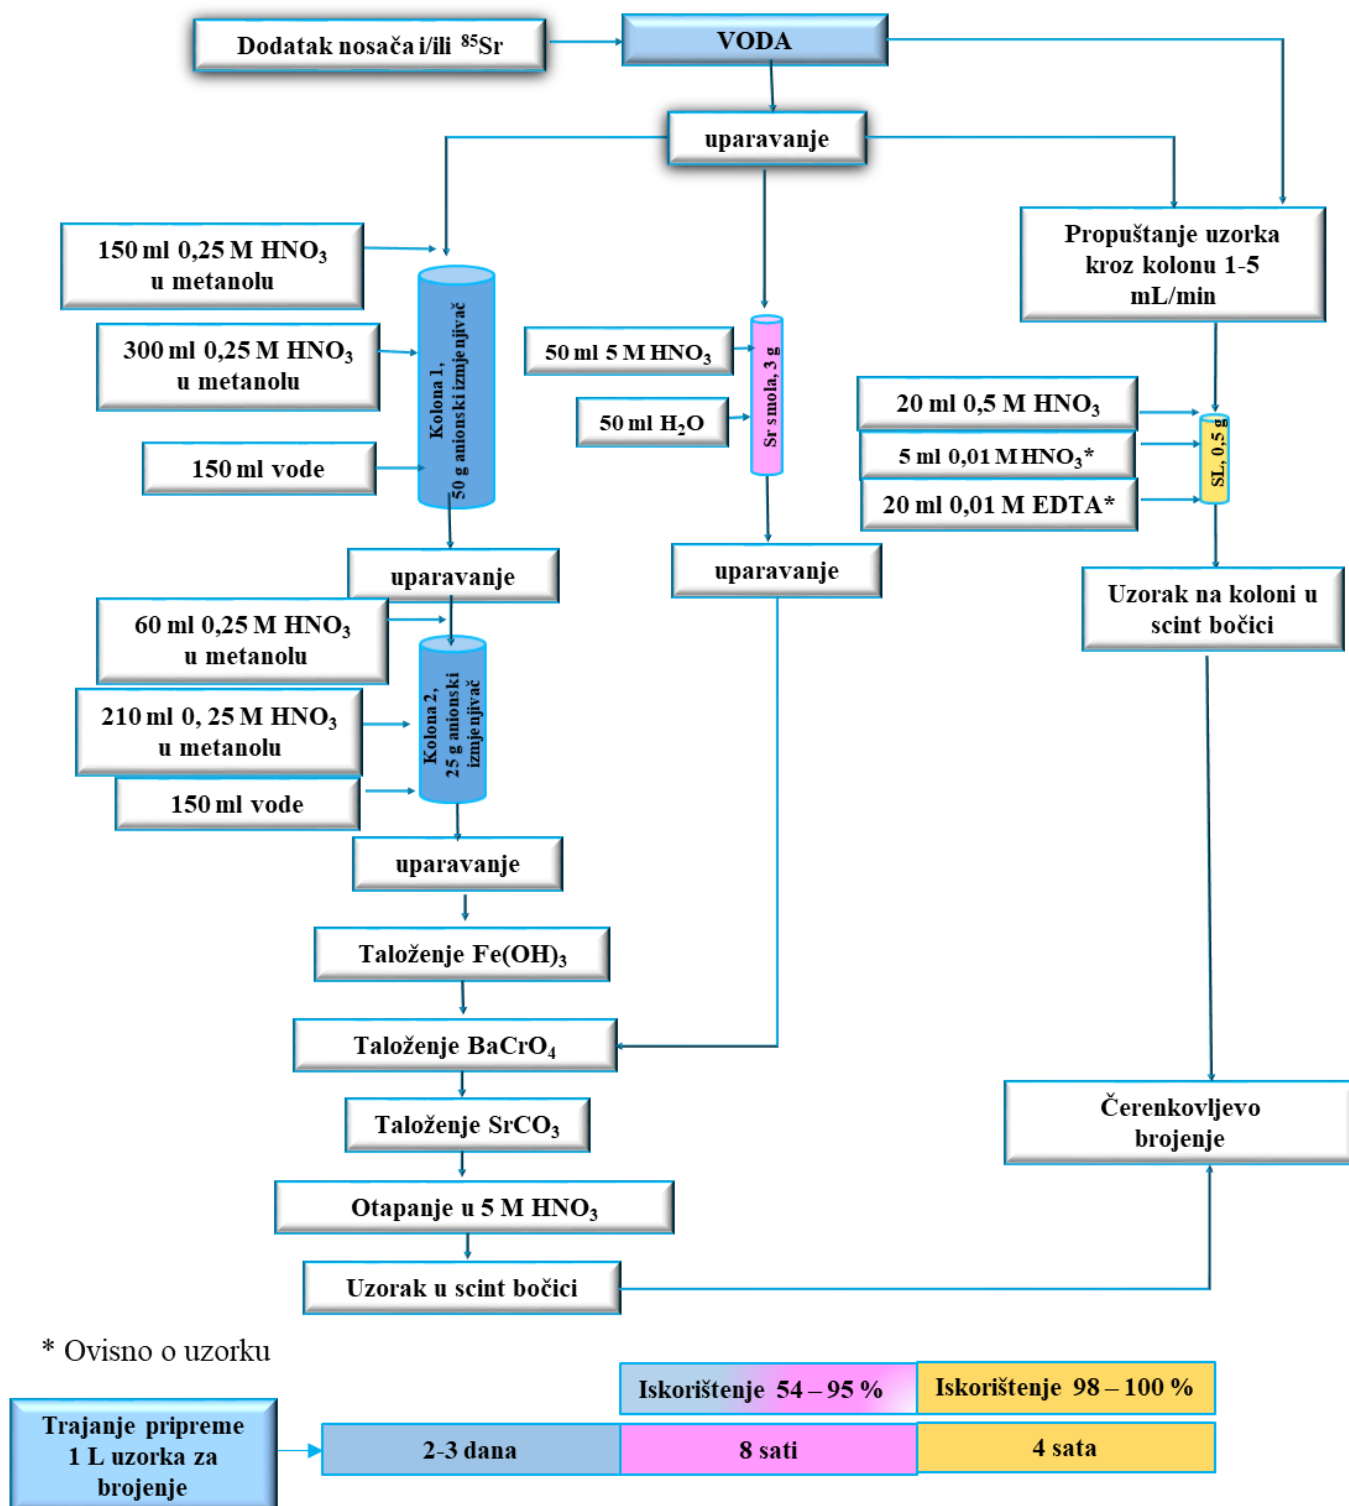 Dodatak nosača i/ili ⁸⁵Sr
VODA
uparavanje
150 ml 0,25 M HNO₃
u metanolu
300 ml 0,25 M HNO₃
u metanolu
150 ml vode
Kolona 1,
50 g anionski izmjenjivač
50 ml 5 M HNO₃
50 ml H₂O
Sr smola, 3 g
Propuštanje uzorka
kroz kolonu 1-5
mL/min
20 ml 0,5 M HNO₃
5 ml 0,01 M HNO₃*
20 ml 0,01 M EDTA*
SL, 0,5 g
uparavanje
uparavanje
Uzorak na koloni u
scint bočici
60 ml 0,25 M HNO₃
u metanolu
210 ml 0, 25 M HNO₃
u metanolu
150 ml vode
Kolona 2,
25 g anionski
izmjenjivač
uparavanje
Taloženje Fe(OH)₃
Taloženje BaCrO₄
Taloženje SrCO₃
Otapanje u 5 M HNO₃
Uzorak u scint bočici
Čerenkovljevo
brojenje
* Ovisno o uzorku
Iskorištenje 54 – 95 %
Iskorištenje 98 – 100 %
Trajanje pripreme
1 L uzorka za
brojenje
2-3 dana
8 sati
4 sata